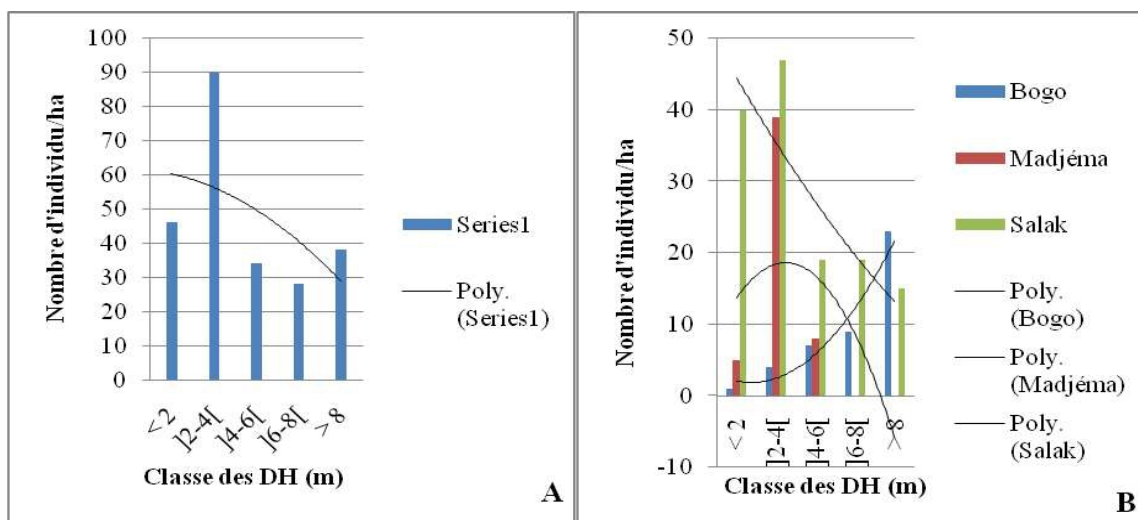 100
90
80
70
60
50
40
30
20
10
0
Nombre d'individu/ha
< 2
]2-4[
]4-6[
]6-8[
> 8
Classe des DH (m)
Series1
Poly.
(Series1)
A
50
40
30
20
10
0
-10
Nombre d'individu/ha
< 2
]2-4[
]4-6[
]6-8[
> 8
Classe des DH (m)
Bogo
Madjéma
Salak
Poly.
(Bogo)
Poly.
(Madjéma)
Poly.
(Salak)
B